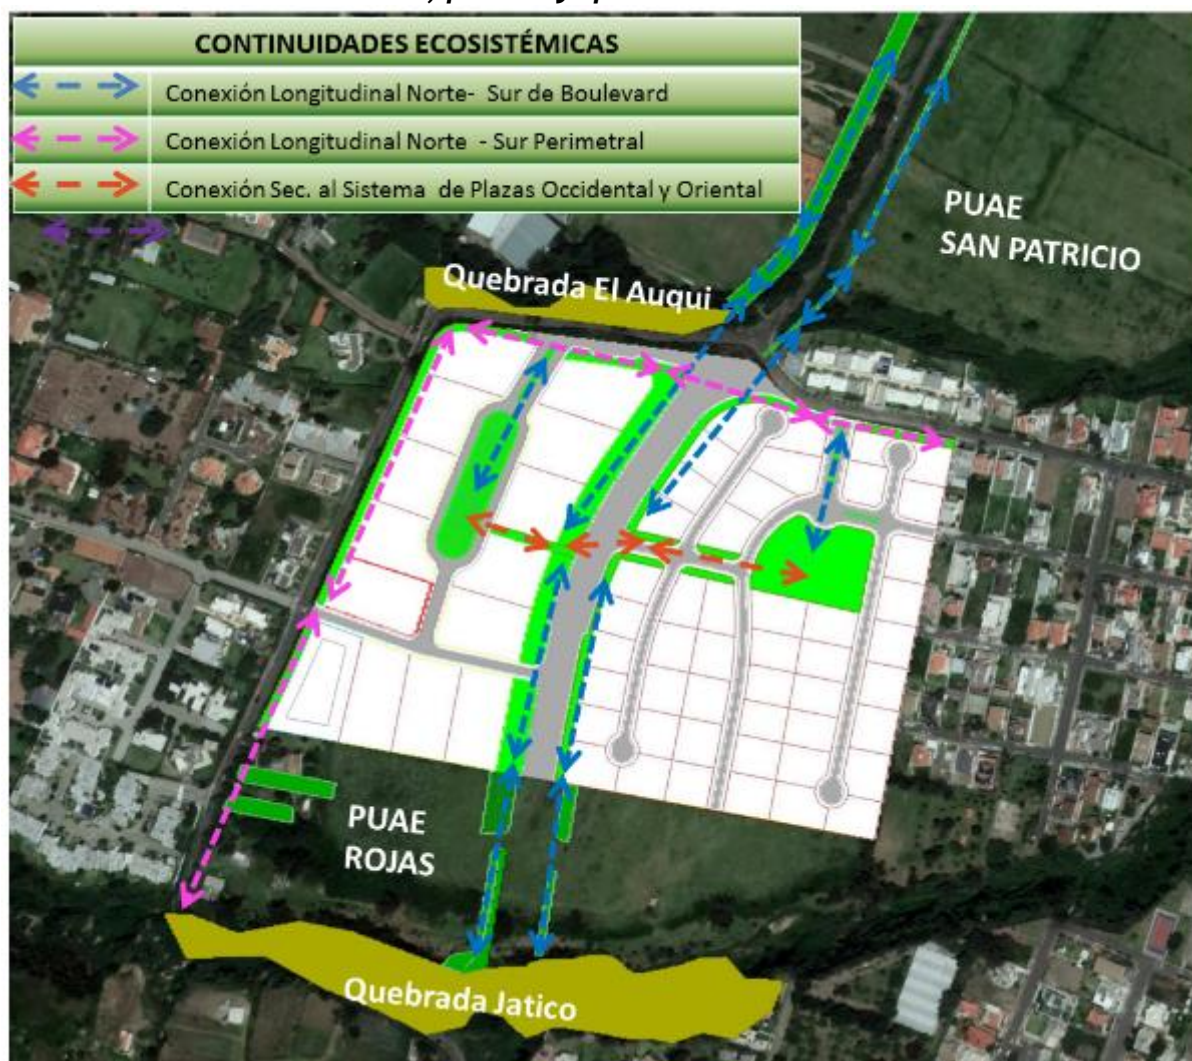 CONTINUIDADES ECOSISTÉMICAS
Conexión Longitudinal Norte- Sur de Boulevard
Conexión Longitudinal Norte - Sur Perimetral
Conexión Sec. al Sistema de Plazas Occidental y Oriental
PUAE
SAN PATRICIO
Quebrada El Auqui
PUAE
ROJAS
Quebrada Jatico